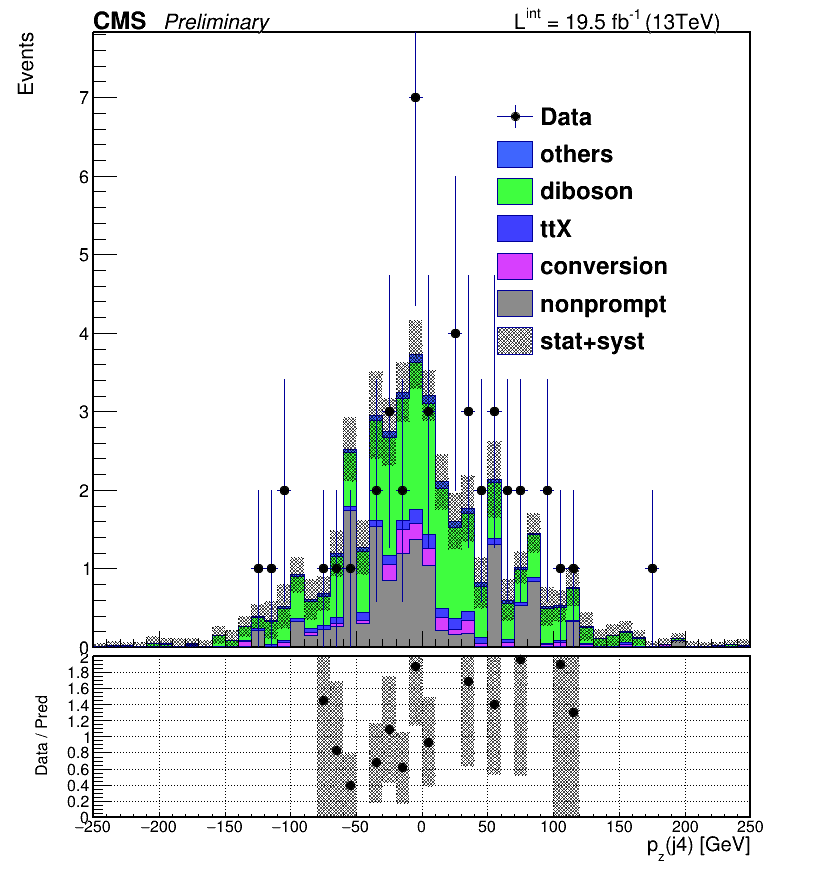 CMS Preliminary L^int = 19.5 fb^-1 (13TeV)
Events
7
6
5
4
3
2
1
0
Data
others
diboson
ttX
conversion
nonprompt
stat+syst
Data / Pred
2
1.8
1.6
1.4
1.2
1
0.8
0.6
0.4
0.2
0
−250 −200 −150 −100 −50 0 50 100 150 200 250
p_z(j4) [GeV]